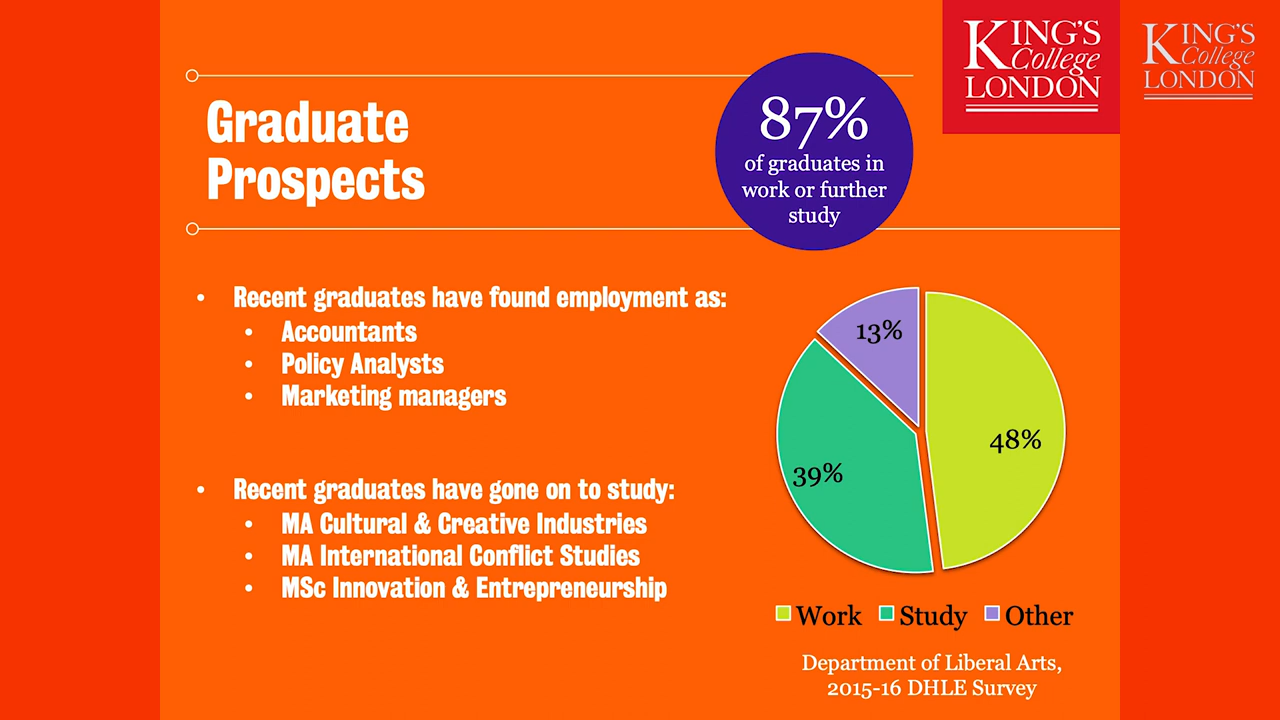 KING'S
College
LONDON
KING'S
College
LONDON
Graduate
Prospects
87%
of graduates in
work or further
study
• Recent graduates have found employment as:
• Accountants
• Policy Analysts
• Marketing managers
• Recent graduates have gone on to study:
• MA Cultural & Creative Industries
• MA International Conflict Studies
• MSc Innovation & Entrepreneurship
13%
48%
39%
Work Study Other
Department of Liberal Arts,
2015-16 DHLE Survey